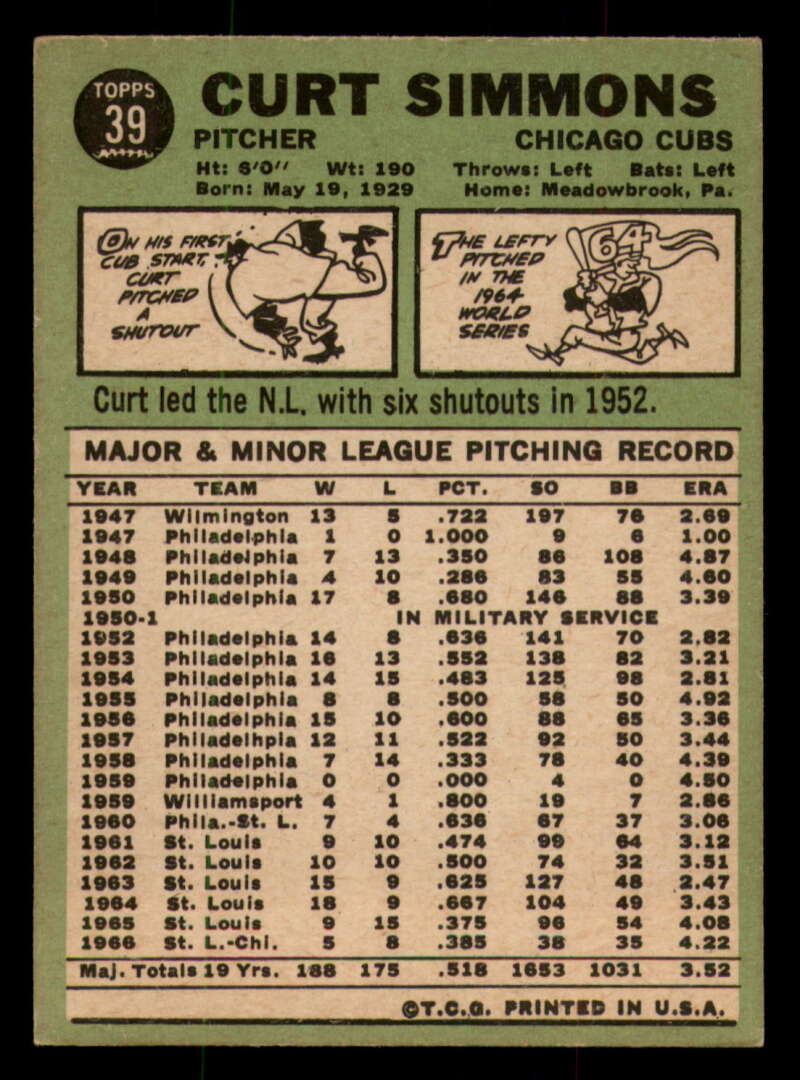 TOPPS
39
CURT SIMMONS
PITCHER CHICAGO CUBS
Ht: 6'0" Wt: 190 Throws: Left Bats: Left
Born: May 19, 1929 Home: Meadowbrook, Pa.
ON HIS FIRST
CUB START,
CURT
PITCHED
A
SHUTOUT
THE LEFTY
PITCHED
IN THE
1964
WORLD
SERIES
64
Curt led the N.L. with six shutouts in 1952.
MAJOR & MINOR LEAGUE PITCHING RECORD
YEAR TEAM W L PCT. SO BB ERA
1947 Wilmington 13 5 .722 197 76 2.69
1947 Philadelphia 1 0 1.000 9 6 1.00
1948 Philadelphia 7 13 .350 86 108 4.87
1949 Philadelphia 4 10 .286 83 55 4.60
1950 Philadelphia 17 8 .680 146 88 3.39
1950-1 IN MILITARY SERVICE
1952 Philadelphia 14 8 .636 141 70 2.82
1953 Philadelphia 16 13 .552 138 82 3.21
1954 Philadelphia 14 15 .483 125 98 2.81
1955 Philadelphia 8 8 .500 58 50 4.92
1956 Philadelphia 15 10 .600 88 65 3.36
1957 Philadelhpia 12 11 .522 92 50 3.44
1958 Philadelphia 7 14 .333 78 40 4.39
1959 Philadelphia 0 0 .000 4 0 4.50
1959 Williamsport 4 1 .800 19 7 2.86
1960 Phila.-St. L. 7 4 .636 67 37 3.06
1961 St. Louis 9 10 .474 99 64 3.12
1962 St. Louis 10 10 .500 74 32 3.51
1963 St. Louis 15 9 .625 127 48 2.47
1964 St. Louis 18 9 .667 104 49 3.43
1965 St. Louis 9 15 .375 96 54 4.08
1966 St. L.-Chi. 5 8 .385 38 35 4.22
Maj. Totals 19 Yrs. 188 175 .518 1653 1031 3.52
©T.C.G. PRINTED IN U.S.A.